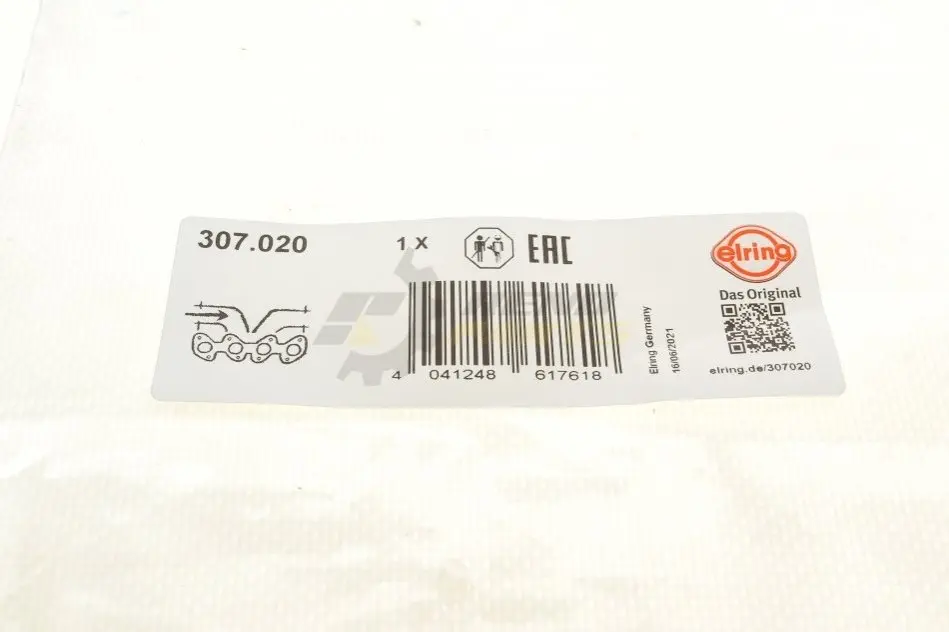 307.020
1 X
EAC
elring
Das Original
4 041248 617618
Elring Germany
16/06/2021
elring.de/307020